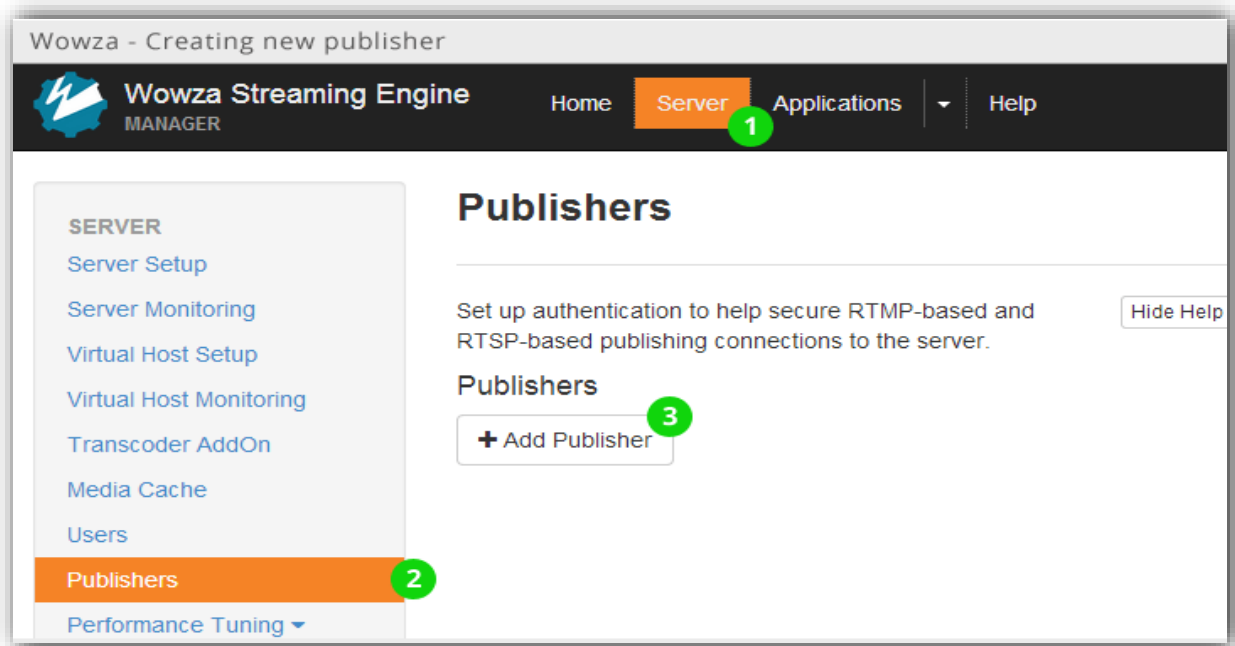 Wowza - Creating new publisher
Wowza Streaming Engine
MANAGER
Home
Server
1
Applications
Help
SERVER
Server Setup
Server Monitoring
Virtual Host Setup
Virtual Host Monitoring
Transcoder AddOn
Media Cache
Users
Publishers
2
Performance Tuning
Publishers
Set up authentication to help secure RTMP-based and
RTSP-based publishing connections to the server.
Hide Help
Publishers
+ Add Publisher
3